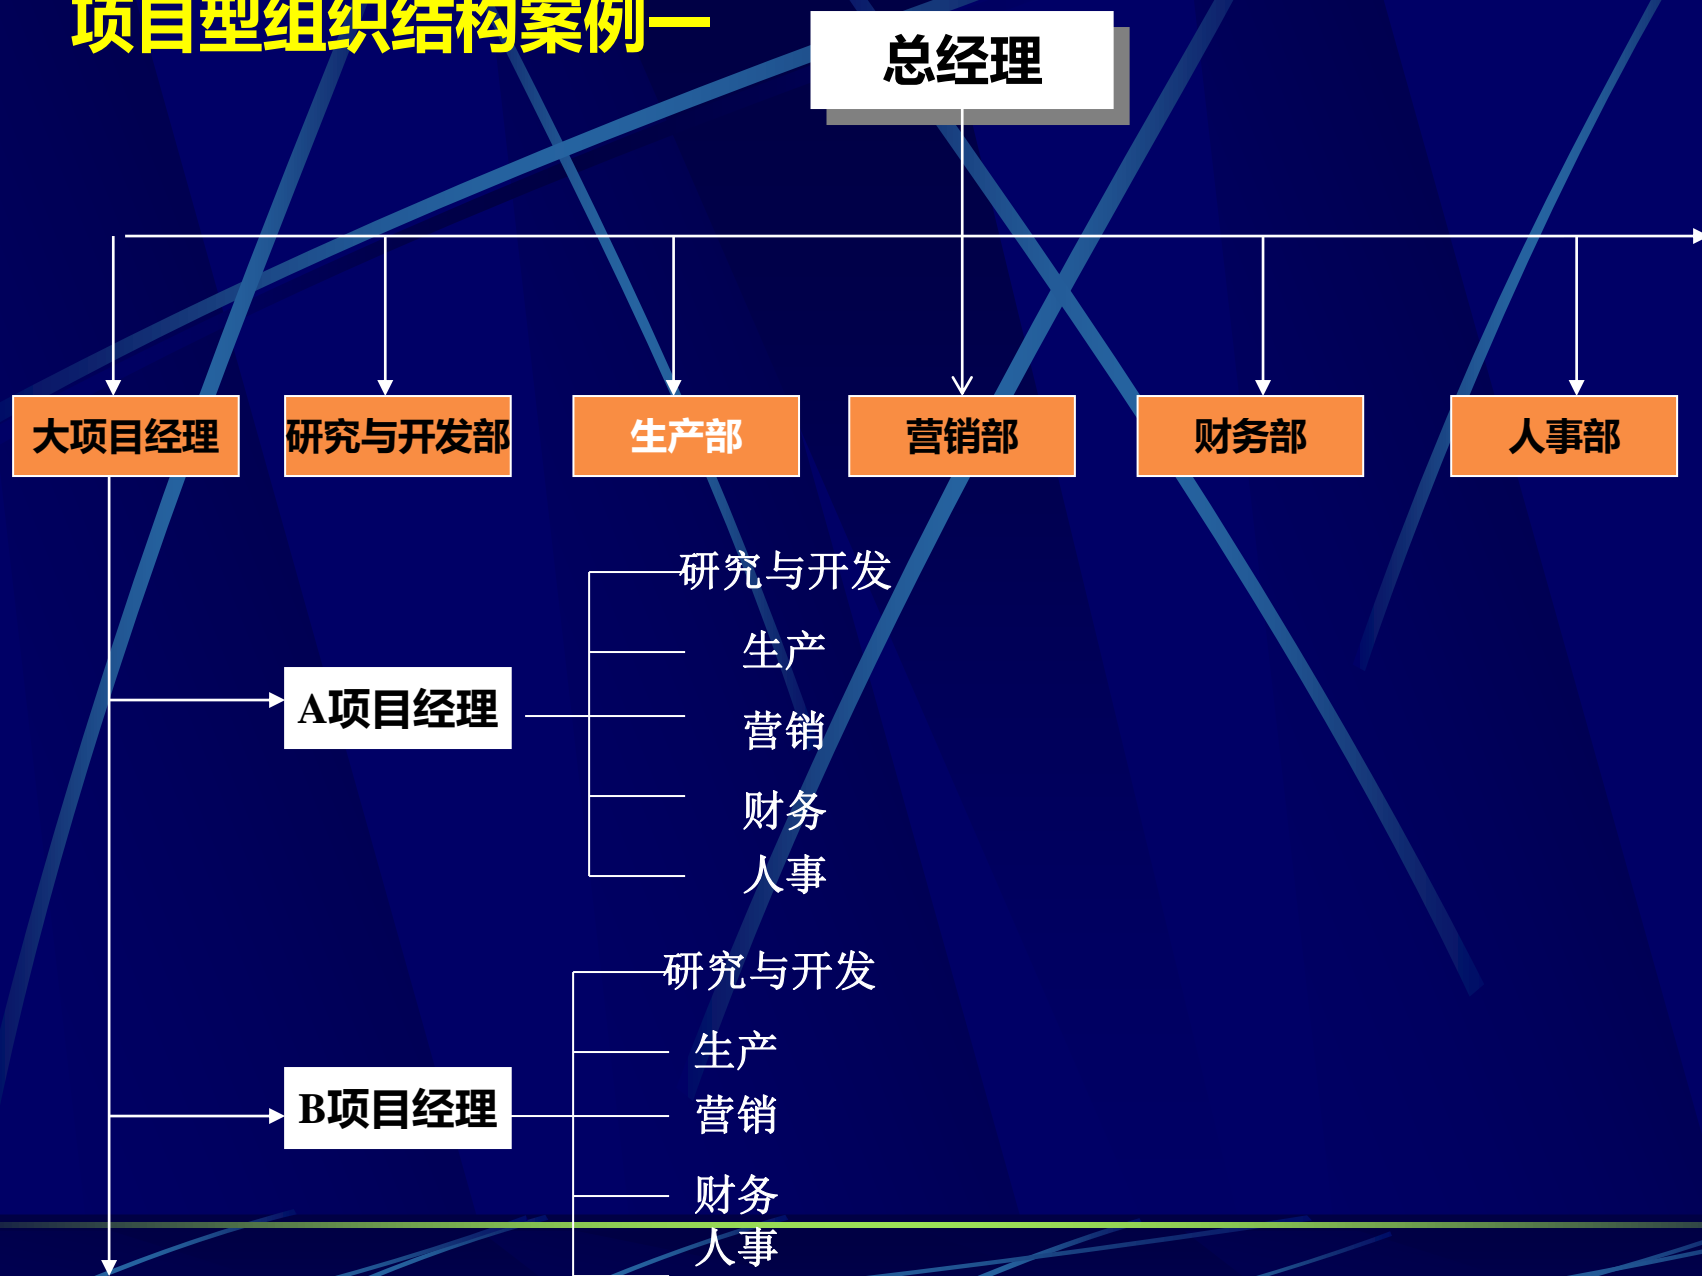 项目型组织结构案例一
总经理
大项目经理
研究与开发部
生产部
营销部
财务部
人事部
研究与开发
生产
A项目经理
营销
财务
人事
研究与开发
生产
B项目经理
营销
财务
人事